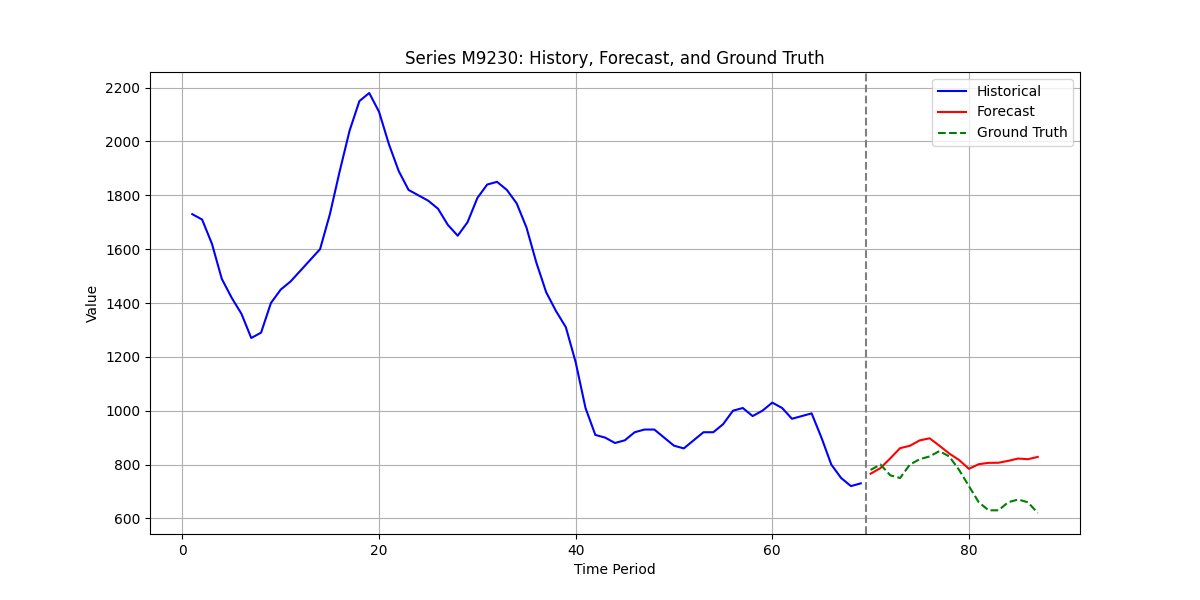 Series M9230: History, Forecast, and Ground Truth
Value
2200
2000
1800
1600
1400
1200
1000
800
600
Historical
Forecast
Ground Truth
0 20 40 60 80
Time Period